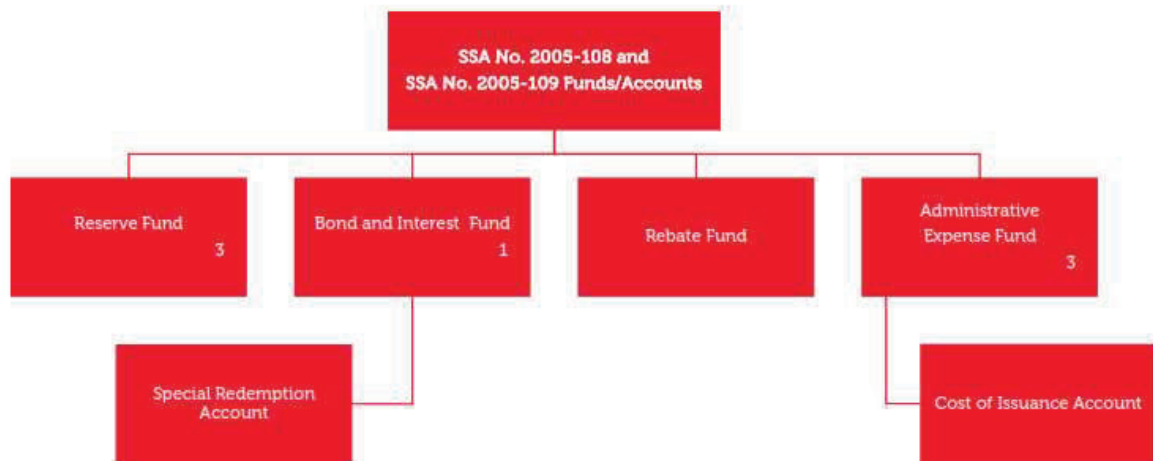 SSA No. 2005-108 and
SSA No. 2005-109 Funds/Accounts
Reserve Fund
3
Bond and Interest Fund
1
Rebate Fund
Administrative
Expense Fund
3
Special Redemption
Account
Cost of Issuance Account